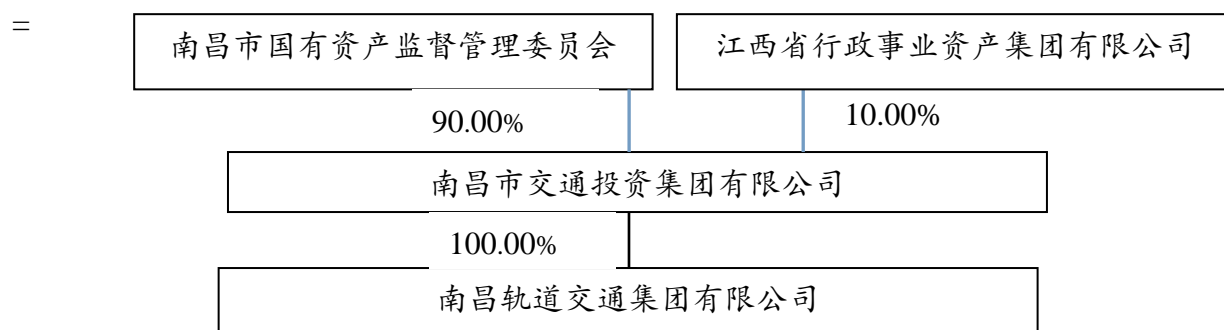 =
南昌市国有资产监督管理委员会
江西省行政事业资产集团有限公司
90.00%
10.00%
南昌市交通投资集团有限公司
100.00%
南昌轨道交通集团有限公司